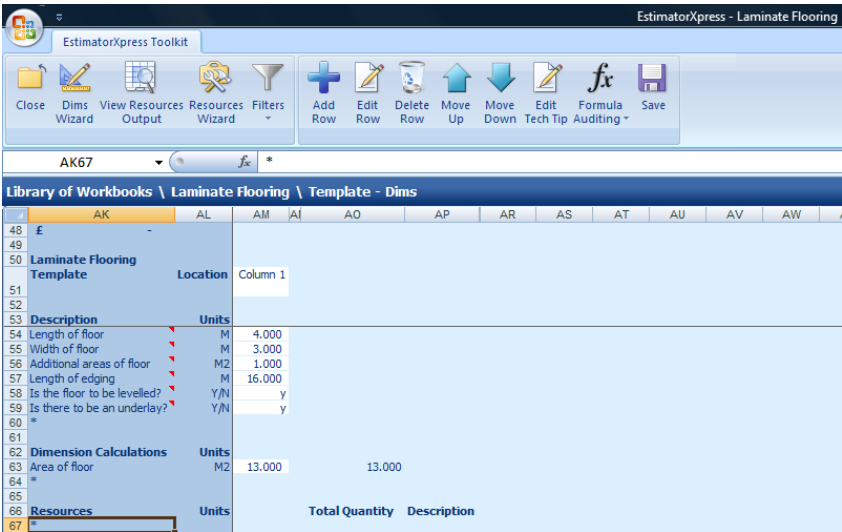 EstimatorXpress - Laminate Flooring
EstimatorXpress Toolkit
Close Dims Wizard View Resources Output Resources Wizard Filters Add Row Edit Row Delete Row Move Up Move Down Edit Tech Tip Formula Auditing Save
AK67 fx *
Library of Workbooks \ Laminate Flooring \ Template - Dims
AK AL AM AO AP AR AS AT AU AV AW
48 £ -
49
50 Laminate Flooring
51 Template Location Column 1
52
53 Description Units
54 Length of floor M 4.000
55 Width of floor M 3.000
56 Additional areas of floor M2 1.000
57 Length of edging M 16.000
58 Is the floor to be levelled? Y/N y
59 Is there to be an underlay? Y/N y
60 *
61
62 Dimension Calculations Units
63 Area of floor M2 13.000 13.000
64 *
65
66 Resources Units Total Quantity Description
67 *